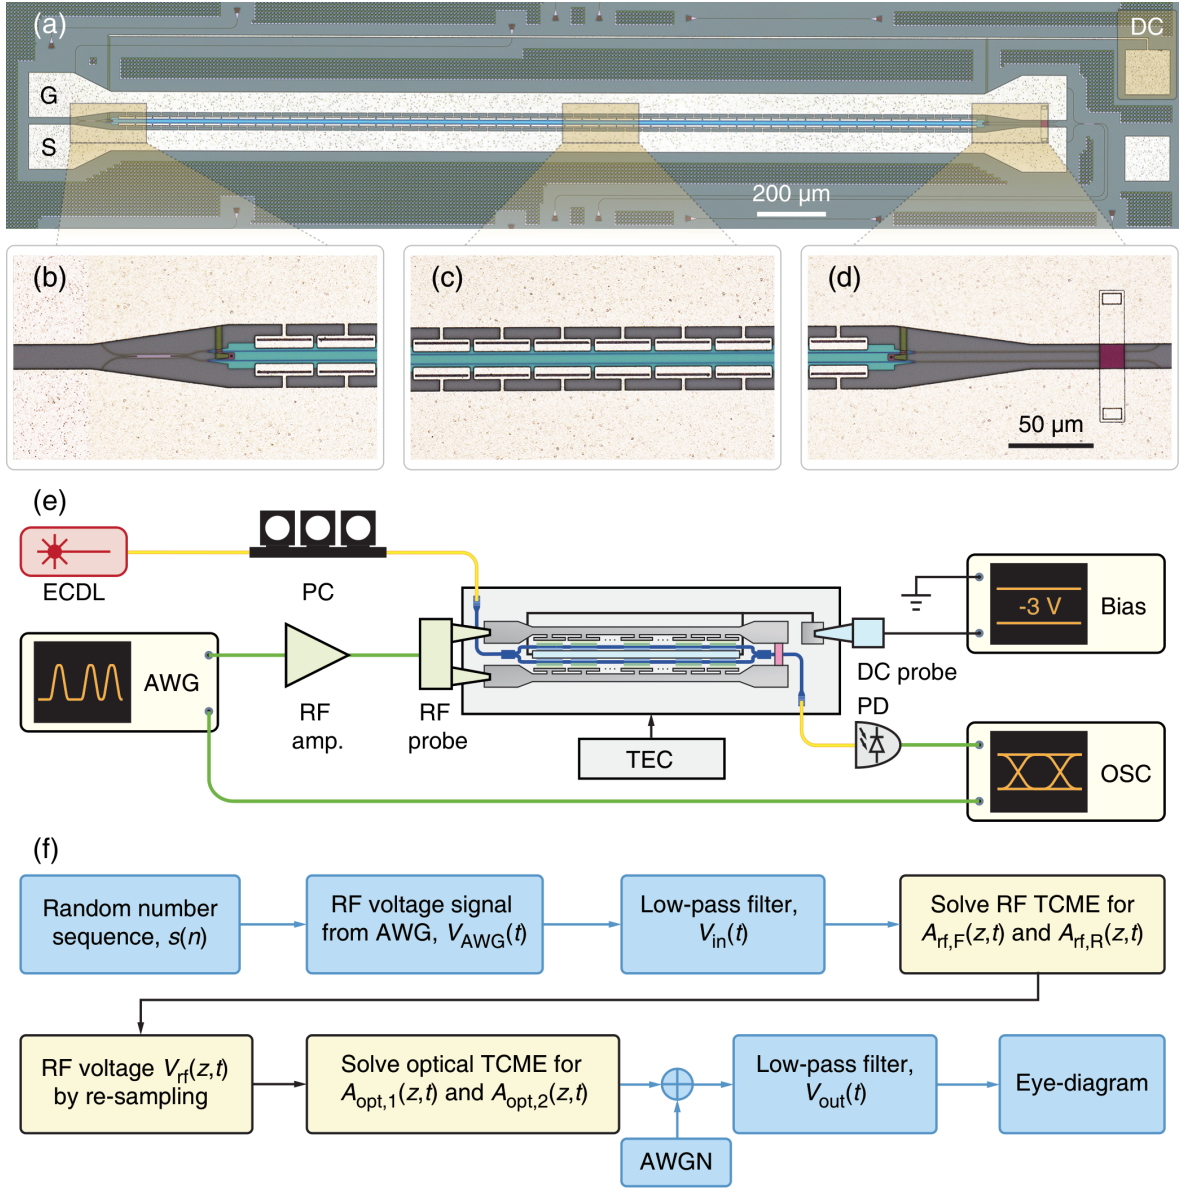 (a)
DC
G
S
200 µm
(b)
(c)
(d)
50 µm
(e)
ECDL
PC
-3 V
Bias
AWG
RF
amp.
RF
probe
DC probe
PD
TEC
OSC
(f)
Random number
sequence, s(n)
RF voltage signal
from AWG, V_AWG(t)
Low-pass filter,
V_in(t)
Solve RF TCME for
A_rf,F(z,t) and A_rf,R(z,t)
RF voltage V_rf(z,t)
by re-sampling
Solve optical TCME for
A_opt,1(z,t) and A_opt,2(z,t)
AWGN
Low-pass filter,
V_out(t)
Eye-diagram